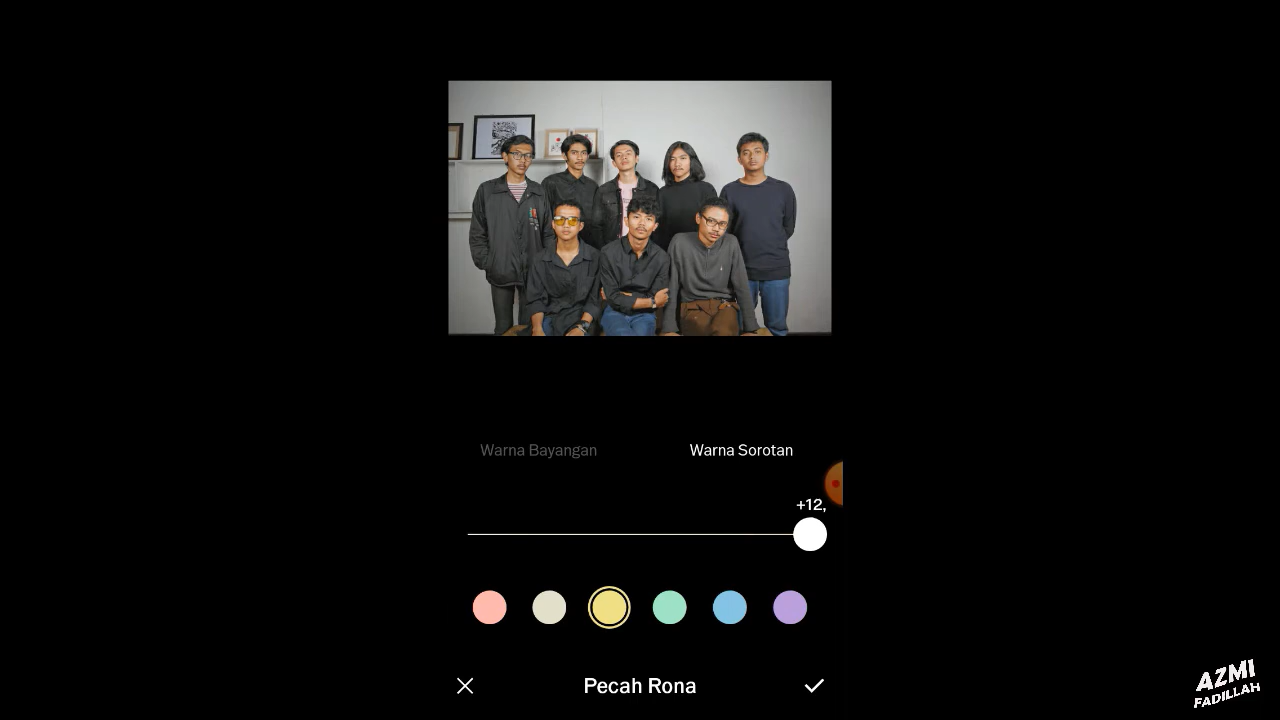 Warna Bayangan
Warna Sorotan
+12,
Pecah Rona
AZMI
FADILLAH